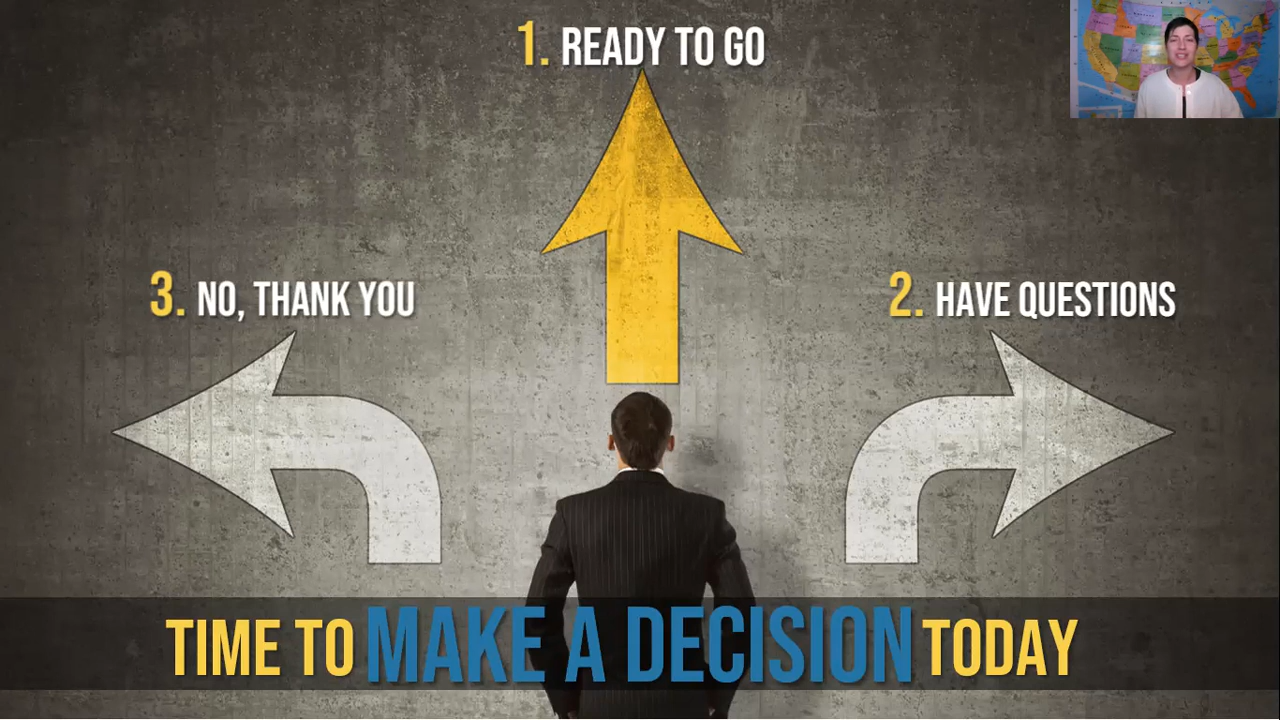 1. READY TO GO
3. NO, THANK YOU
2. HAVE QUESTIONS
TIME TO MAKE A DECISION TODAY